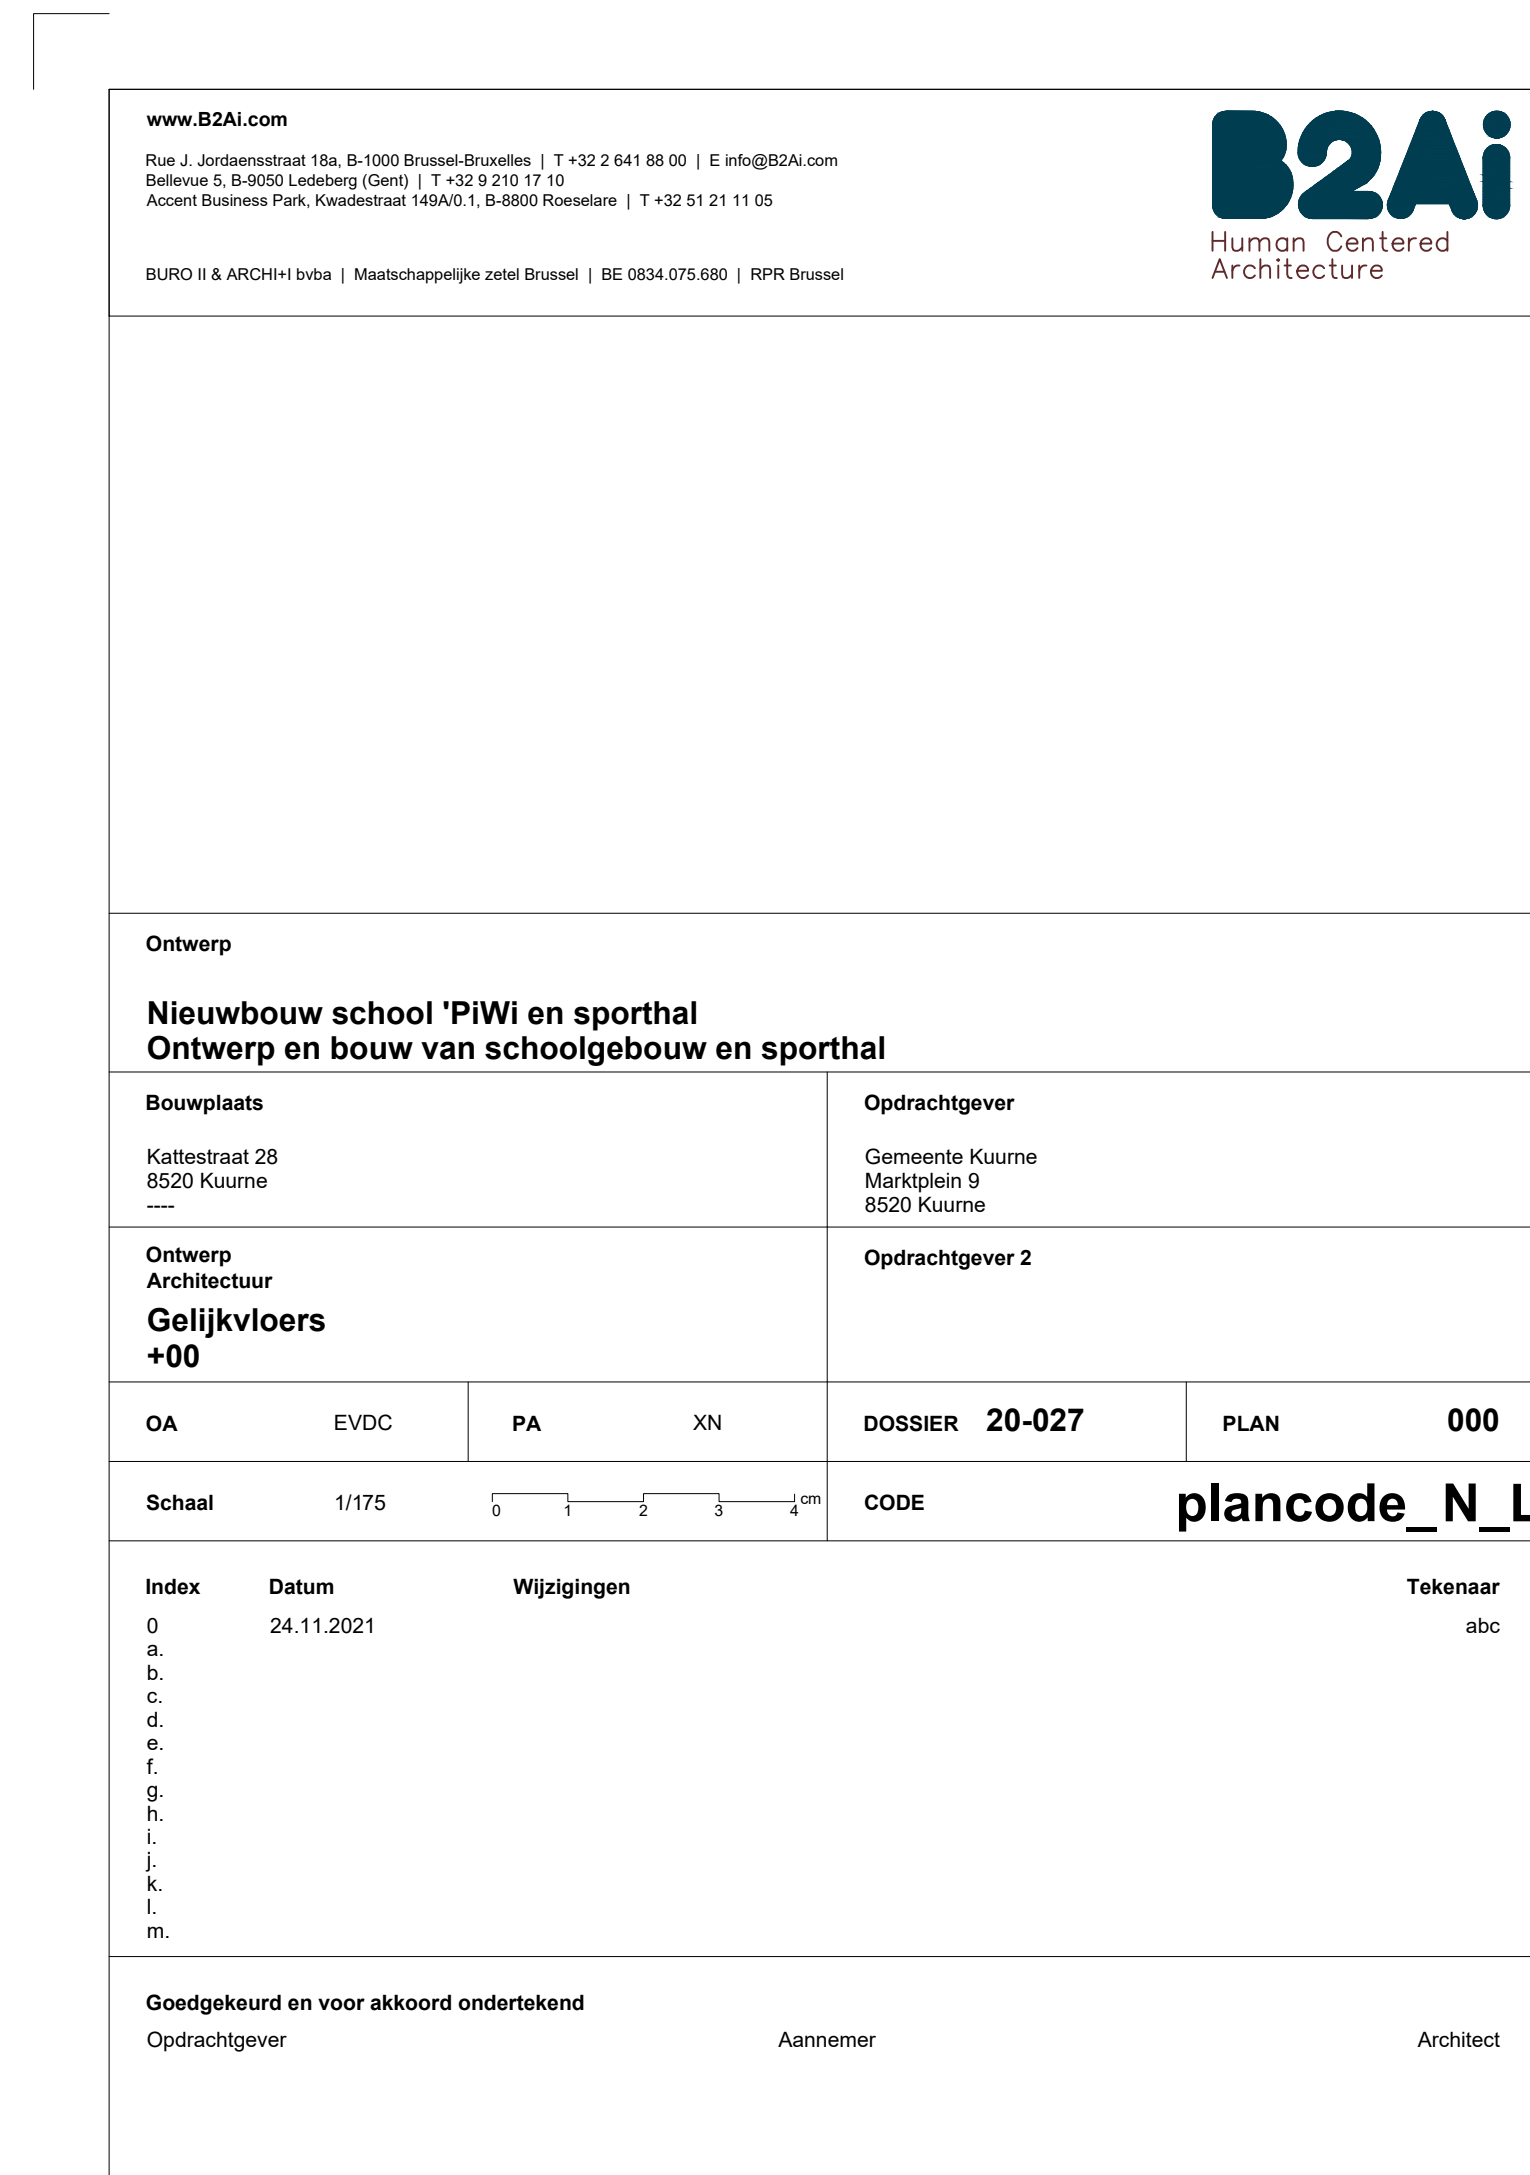 www.B2Ai.com
Rue J. Jordaensstraat 18a, B-1000 Brussel-Bruxelles | T +32 2 641 88 00 | E info@B2Ai.com
Bellevue 5, B-9050 Ledeberg (Gent) | T +32 9 210 17 10
Accent Business Park, Kwadestraat 149A/0.1, B-8800 Roeselare | T +32 51 21 11 05
BURO II & ARCHI+I bvba | Maatschappelijke zetel Brussel | BE 0834.075.680 | RPR Brussel
B2Ai
Human Centered
Architecture
Ontwerp
Nieuwbouw school 'PiWi en sporthal
Ontwerp en bouw van schoolgebouw en sporthal
Bouwplaats
Kattestraat 28
8520 Kuurne
----
Opdrachtgever
Gemeente Kuurne
Marktplein 9
8520 Kuurne
Ontwerp
Architectuur
Gelijkvloers
+00
Opdrachtgever 2
OA EVDC PA XN DOSSIER 20-027 PLAN 000
Schaal 1/175 0 1 2 3 4 cm CODE plancode_N_L
Index Datum Wijzigingen Tekenaar
0 24.11.2021 abc
a.
b.
c.
d.
e.
f.
g.
h.
i.
j.
k.
l.
m.
Goedgekeurd en voor akkoord ondertekend
Opdrachtgever Aannemer Architect